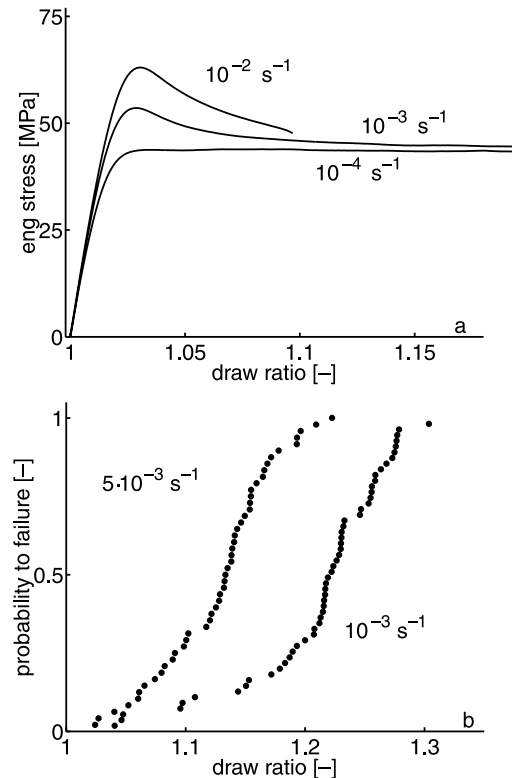 75
50
25
0
eng stress [MPa]
10⁻² s⁻¹
10⁻³ s⁻¹
10⁻⁴ s⁻¹
a
1 1.05 1.1 1.15
draw ratio [–]
1
0.5
0
probability to failure [–]
5·10⁻³ s⁻¹
10⁻³ s⁻¹
b
1 1.1 1.2 1.3
draw ratio [–]